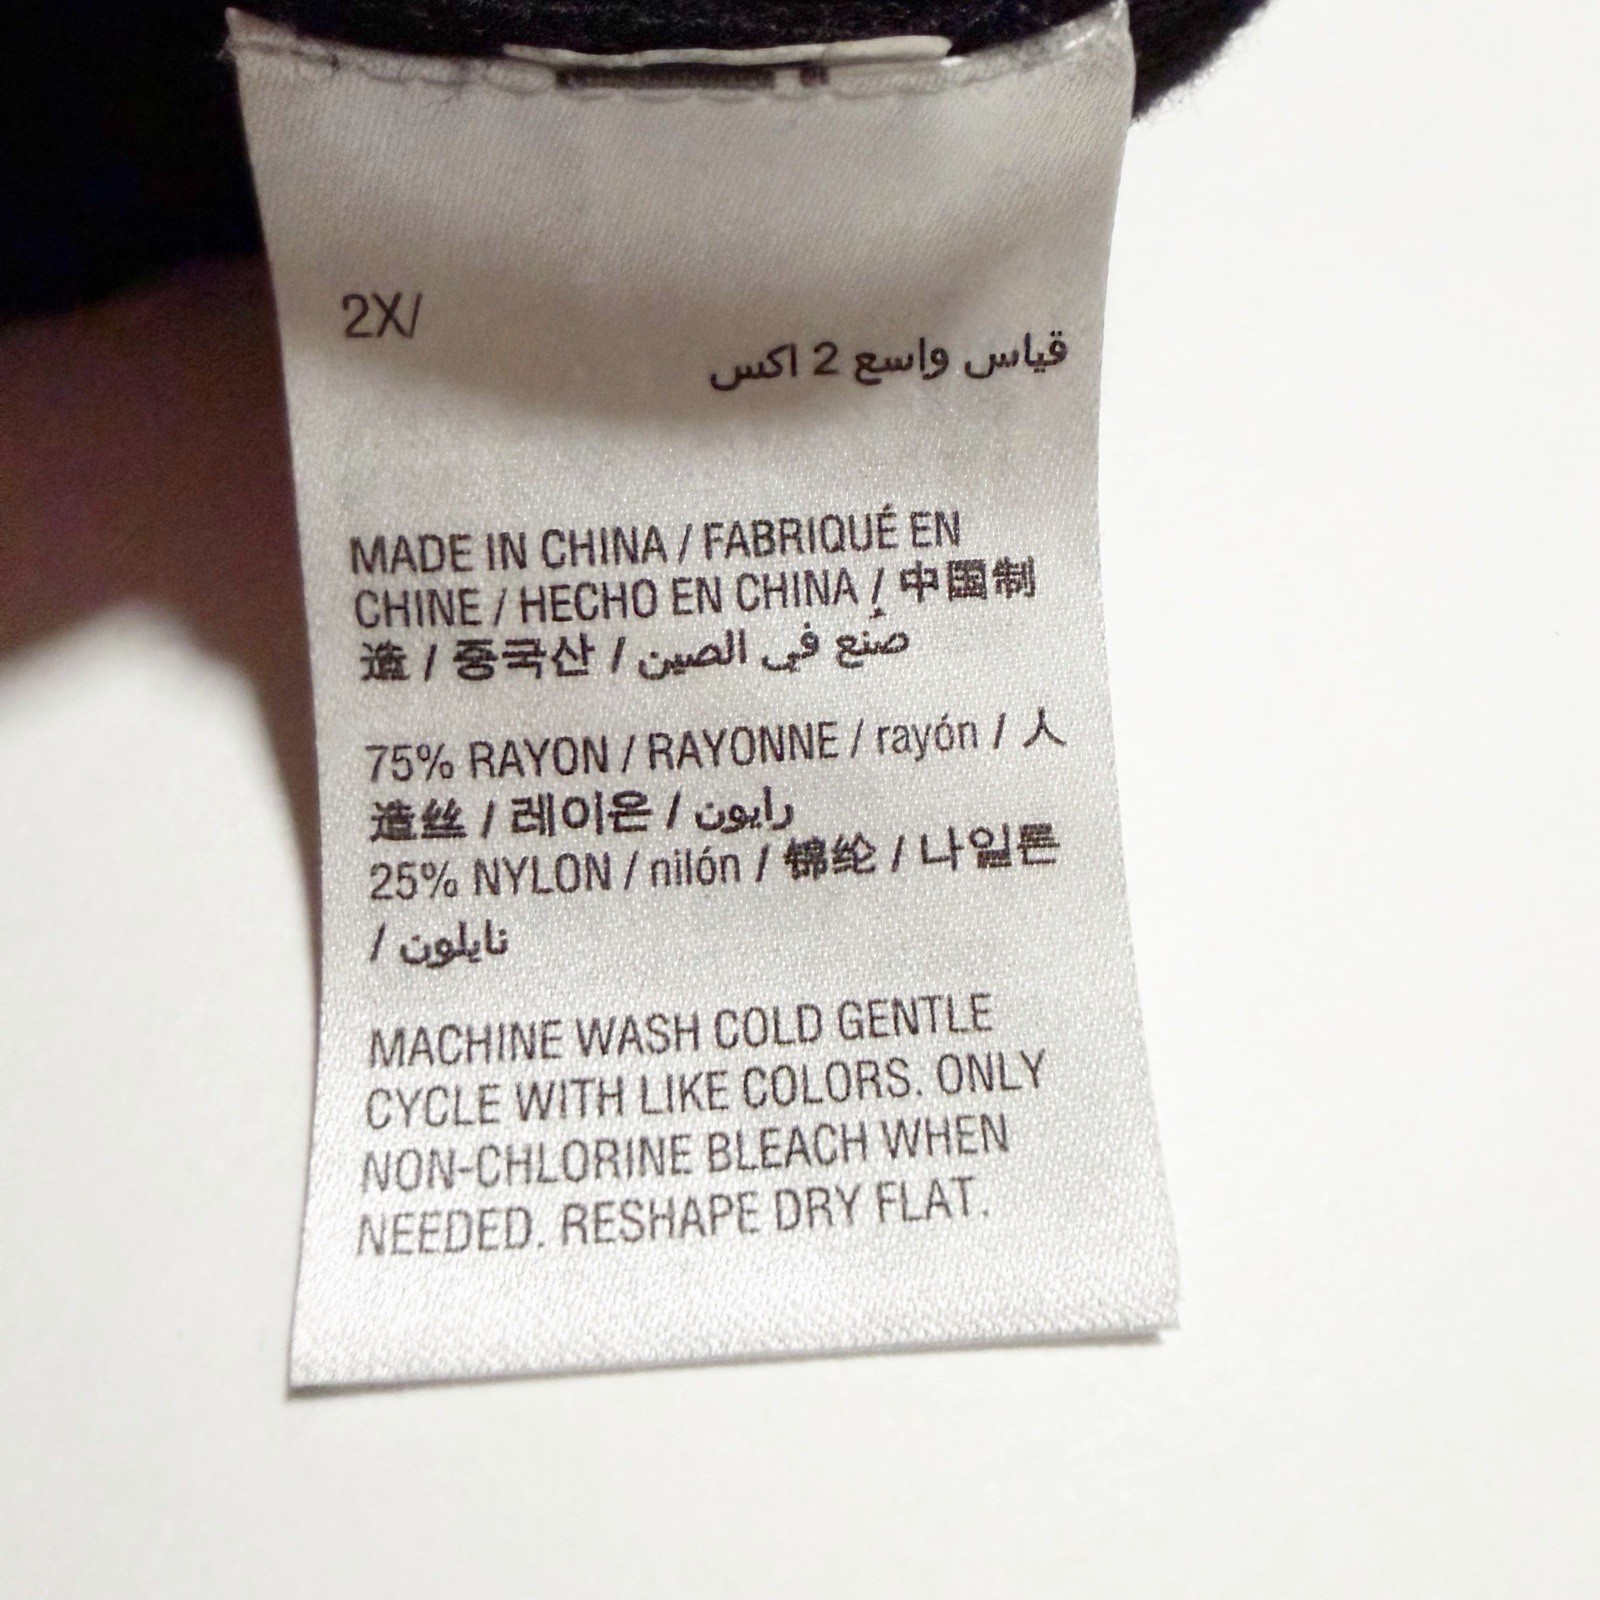 2X/
قياس واسع 2 اكس
MADE IN CHINA / FABRIQUÉ EN
CHINE / HECHO EN CHINA / 中国制
造 / 중국산 / صنع في الصين
75% RAYON / RAYONNE / rayón / 人
造丝 / 레이온 / رايون
25% NYLON / nilón / 锦纶 / 나일론
/ نايلون
MACHINE WASH COLD GENTLE
CYCLE WITH LIKE COLORS. ONLY
NON-CHLORINE BLEACH WHEN
NEEDED. RESHAPE DRY FLAT.